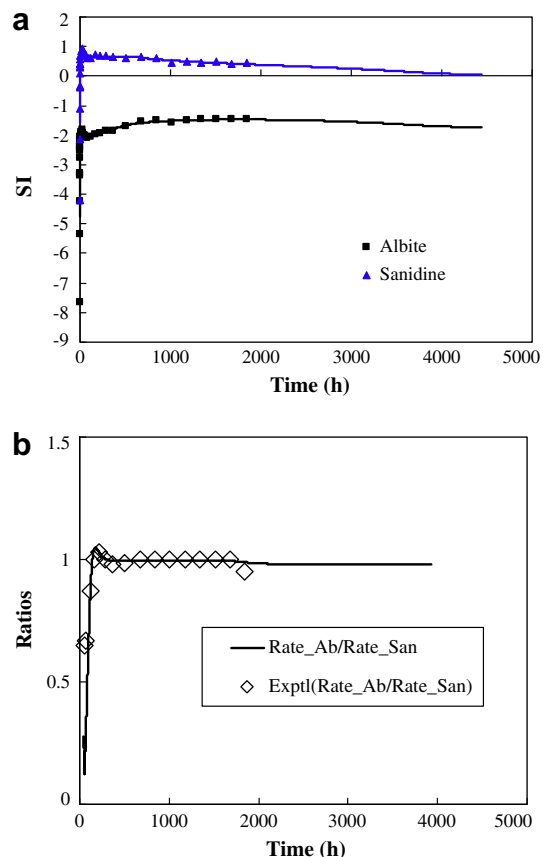 a
2
1
0
-1
-2
-3
-4
-5
-6
-7
-8
-9
SI
Albite
Sanidine
0 1000 2000 3000 4000 5000
Time (h)
b
1.5
1
0.5
0
Ratios
Rate_Ab/Rate_San
Exptl(Rate_Ab/Rate_San)
0 1000 2000 3000 4000 5000
Time (h)